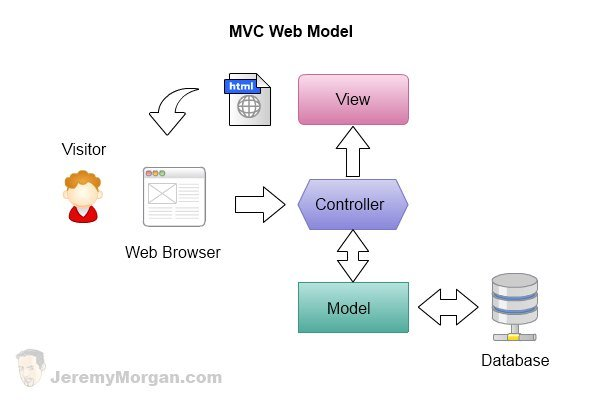 MVC Web Model
html
View
Visitor
Controller
Web Browser
Model
Database
JeremyMorgan.com